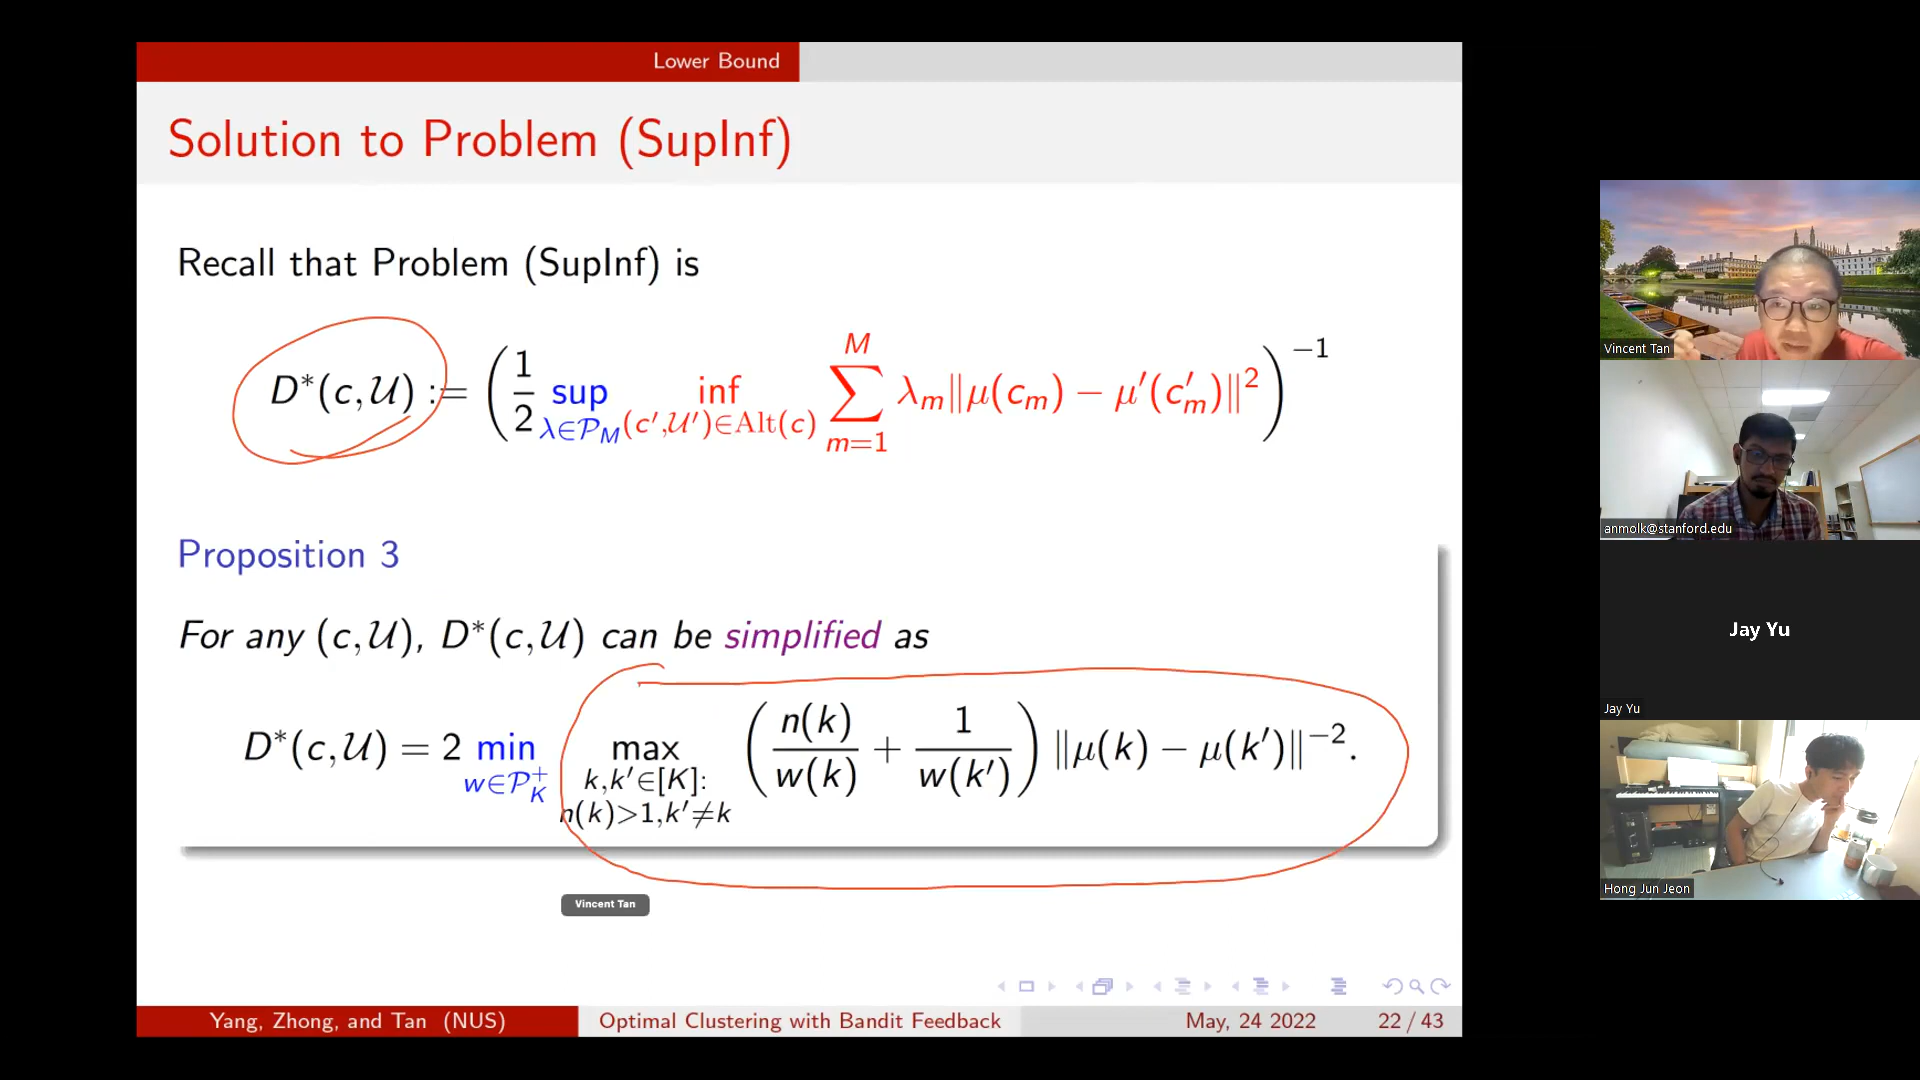 Lower Bound
Solution to Problem (SupInf)
Recall that Problem (SupInf) is
D*(c, 𝒰) := (1/2 sup_{λ∈𝒫_M} inf_{(c′,𝒰′)∈Alt(c)} ∑_{m=1}^{M} λ_m‖μ(c_m) − μ′(c′_m)‖²)^{−1}
Proposition 3
For any (c, 𝒰), D*(c, 𝒰) can be simplified as
D*(c, 𝒰) = 2 min_{w∈𝒫_K^+} max_{k,k′∈[K]: n(k)>1,k′≠k} (n(k)/w(k) + 1/w(k′)) ‖μ(k) − μ(k′)‖^{−2}.
Vincent Tan
Yang, Zhong, and Tan (NUS) Optimal Clustering with Bandit Feedback May, 24 2022 22 / 43
Vincent Tan
anmolk@stanford.edu
Jay Yu
Jay Yu
Hong Jun Jeon